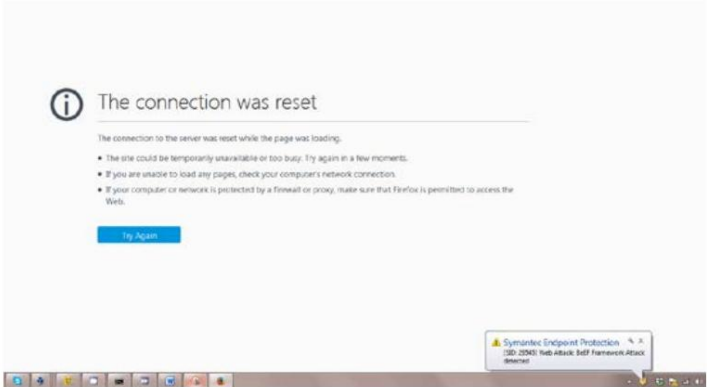 The connection was reset
The connection to the server was reset while the page was loading.
• The site could be temporarily unavailable or too busy. Try again in a few moments.
• If you are unable to load any pages, check your computer's network connection.
• If your computer or network is protected by a firewall or proxy, make sure that Firefox is permitted to access the
Web.
Try Again
Symantec Endpoint Protection
[SID: ] Web Attack: BeEF Framework Attack
detected